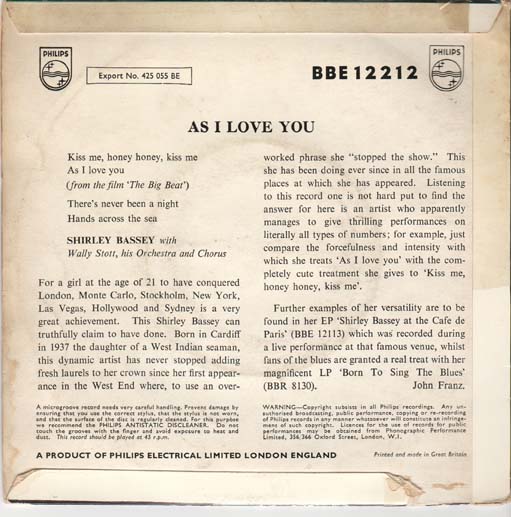 PHILIPS
Export No. 425 055 BE
BBE 12212
PHILIPS
AS I LOVE YOU
Kiss me, honey honey, kiss me
As I love you
(from the film 'The Big Beat')
There's never been a night
Hands across the sea
SHIRLEY BASSEY with
Wally Stott, his Orchestra and Chorus
For a girl at the age of 21 to have conquered
London, Monte Carlo, Stockholm, New York,
Las Vegas, Hollywood and Sydney is a very
great achievement. This Shirley Bassey can
truthfully claim to have done. Born in Cardiff
in 1937 the daughter of a West Indian seaman,
this dynamic artist has never stopped adding
fresh laurels to her crown since her first appear-
ance in the West End where, to use an over-
worked phrase she "stopped the show." This
she has been doing ever since in all the famous
places at which she has appeared. Listening
to this record one is not hard put to find the
answer for here is an artist who apparently
manages to give thrilling performances on
literally all types of numbers; for example, just
compare the forcefulness and intensity with
which she treats 'As I love you' with the com-
pletely cute treatment she gives to 'Kiss me,
honey honey, kiss me'.
Further examples of her versatility are to be
found in her EP 'Shirley Bassey at the Cafe de
Paris' (BBE 12113) which was recorded during
a live performance at that famous venue, whilst
fans of the blues are granted a real treat with her
magnificent LP 'Born To Sing The Blues'
(BBR 8130). John Franz.
A microgroove record needs very careful handling. Prevent damage by
ensuring that you use the correct stylus, that the stylus is not worn,
and that the surface of the disc is regularly cleaned. For this purpose
we recommend the PHILIPS ANTISTATIC DISCLEANER. Do not
touch the grooves with the finger and avoid exposure to heat and
dust. This record should be played at 45 r.p.m.
WARNING—Copyright subsists in all Philips recordings. Any un-
authorised broadcasting, public performance, copying or re-recording
of Philips records in any manner whatsoever will constitute an infringe-
ment of such copyright. Licences for the use of records for public
performances may be obtained from Phonographic Performance
Limited, 356/366 Oxford Street, London, W.1.
A PRODUCT OF PHILIPS ELECTRICAL LIMITED LONDON ENGLAND
Printed and made in Great Britain